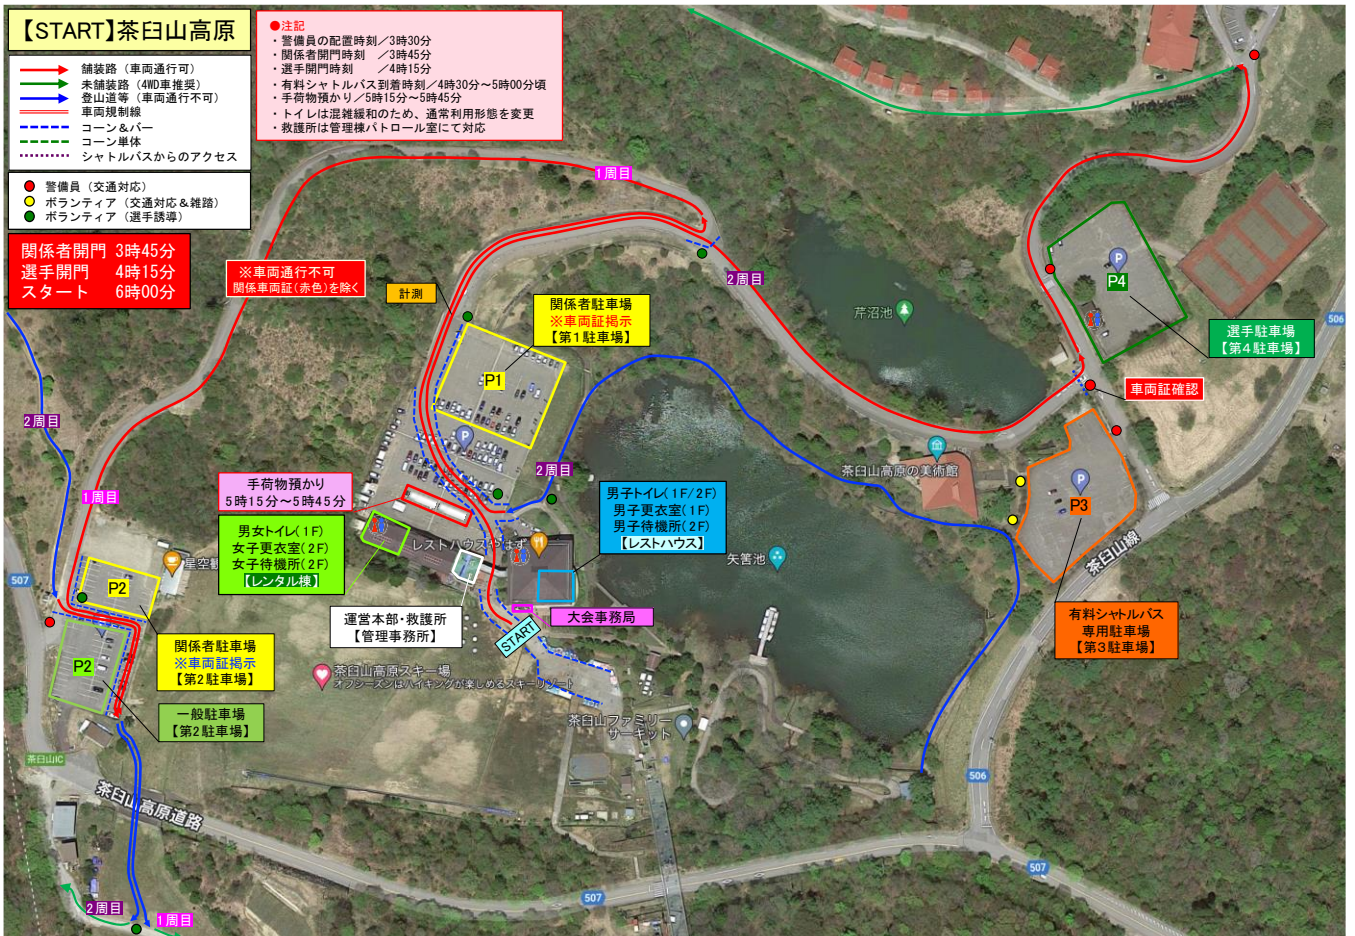 【START】茶臼山高原
舗装路（車両通行可）
未舗装路（4WD車推奨）
登山道等（車両通行不可）
車両規制線
コーン＆バー
コーン単体
シャトルバスからのアクセス
警備員（交通対応）
ボランティア（交通対応＆雑踏）
ボランティア（選手誘導）
関係者開門 3時45分
選手開門 4時15分
スタート 6時00分
●注記
・警備員の配置時刻／3時30分
・関係者開門時刻 ／3時45分
・選手開門時刻 ／4時15分
・有料シャトルバス到着時刻／4時30分～5時00分頃
・手荷物預かり／5時15分～5時45分
・トイレは混雑緩和のため、通常利用形態を変更
・救護所は管理棟パトロール室にて対応
1周目
※車両通行不可
関係車両証(赤色)を除く
計測
2周目
関係者駐車場
※車両証掲示
【第1駐車場】
P1
P
芹沼池
P
P4
選手駐車場
【第4駐車場】
506
車両証確認
2周目
1周目
2周目
茶臼山高原の美術館
P
P3
茶臼山線
手荷物預かり
5時15分～5時45分
男女トイレ(1F)
女子更衣室(2F)
女子待機所(2F)
【レンタル棟】
男子トイレ(1F/2F)
男子更衣室(1F)
男子待機所(2F)
【レストハウス】
レストハウスやはず
矢筈池
507
P2
星空観
運営本部・救護所
【管理事務所】
大会事務局
START
有料シャトルバス
専用駐車場
【第3駐車場】
関係者駐車場
※車両証掲示
【第2駐車場】
P2
茶臼山高原スキー場
オフシーズンはハイキングが楽しめるスキーリゾート
一般駐車場
【第2駐車場】
茶臼山ファミリー
サーキット
茶臼山IC
茶臼山高原道路
506
507
507
2周目
1周目